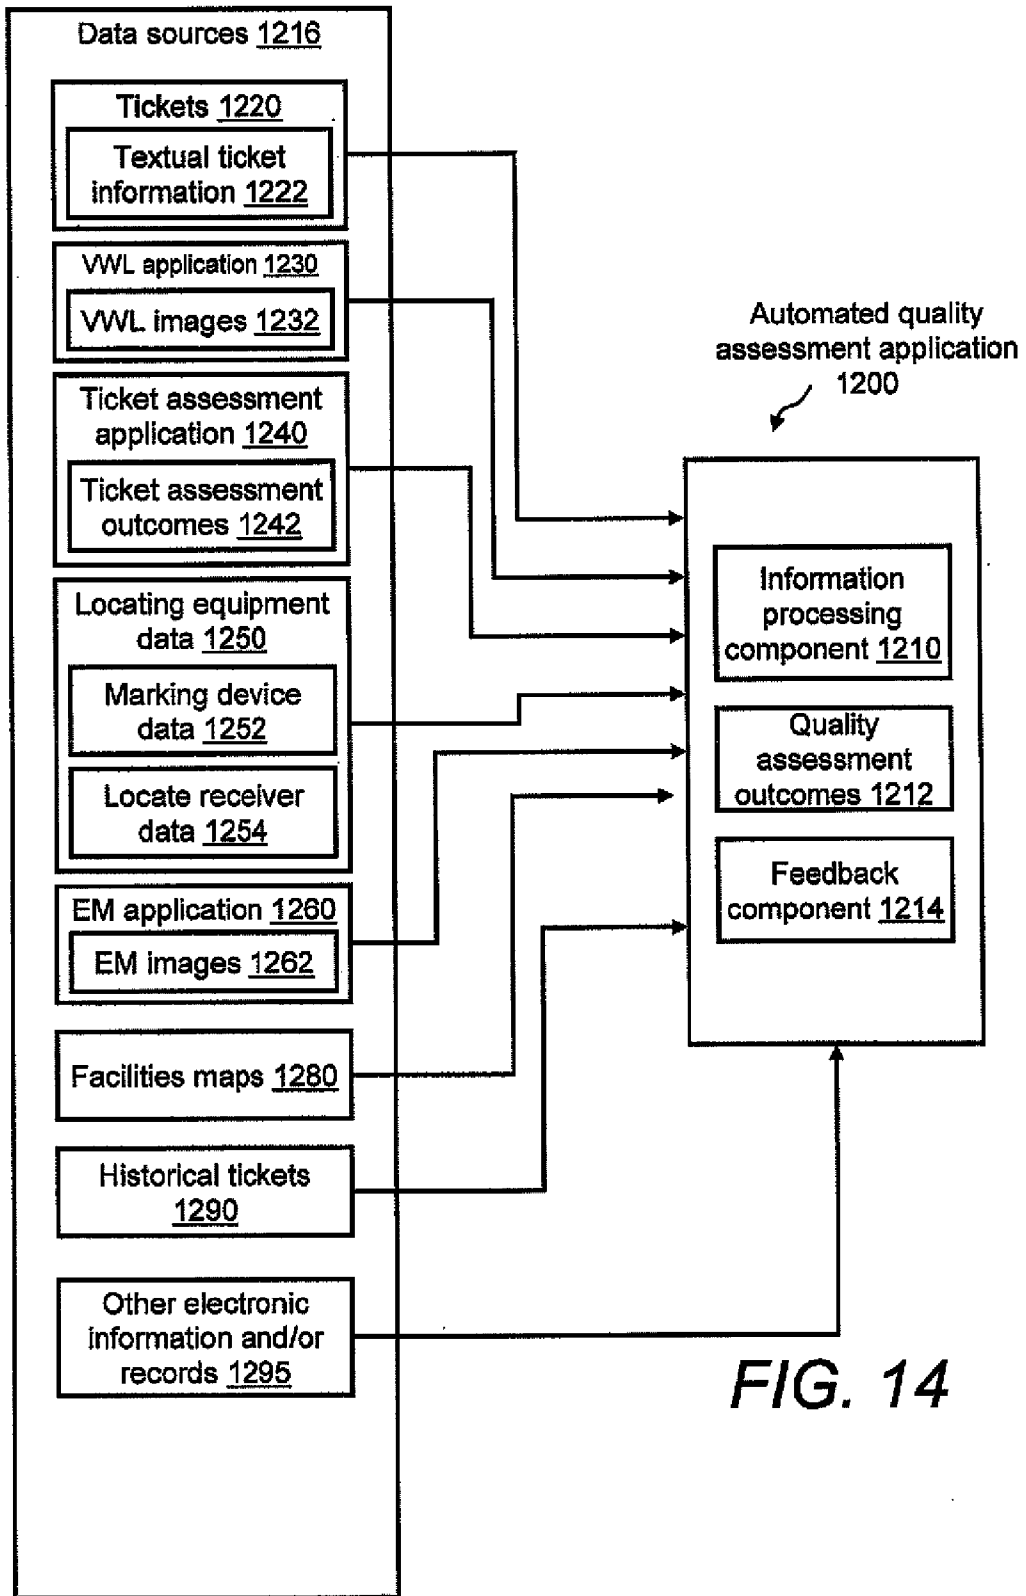 Data sources 1216
Tickets 1220
Textual ticket
information 1222
VWL application 1230
VWL images 1232
Ticket assessment
application 1240
Ticket assessment
outcomes 1242
Locating equipment
data 1250
Marking device
data 1252
Locate receiver
data 1254
EM application 1260
EM images 1262
Facilities maps 1280
Historical tickets
1290
Other electronic
information and/or
records 1295
Automated quality
assessment application
1200
Information
processing
component 1210
Quality
assessment
outcomes 1212
Feedback
component 1214
FIG. 14